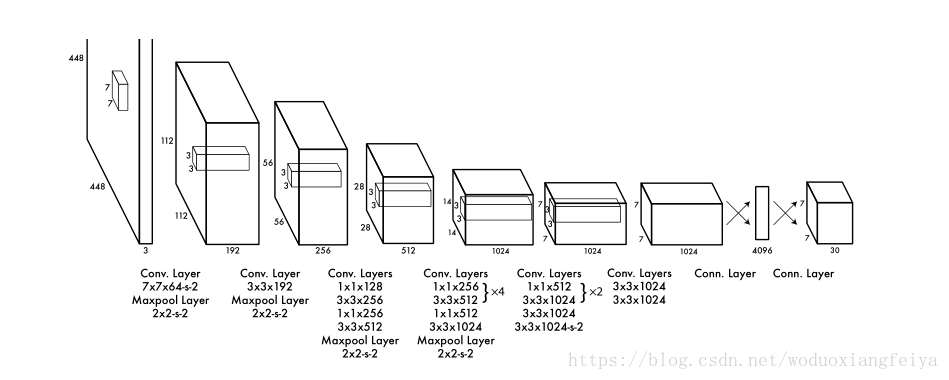 448
448
7
7
3
112
112
3
3
192
56
56
3
3
256
28
28
3
3
512
14
14
3
3
1024
7
7
3
3
1024
7
7
1024
4096
7
7
30
Conv. Layer
7x7x64-s-2
Maxpool Layer
2x2-s-2
Conv. Layer
3x3x192
Maxpool Layer
2x2-s-2
Conv. Layers
1x1x128
3x3x256
1x1x256
3x3x512
Maxpool Layer
2x2-s-2
Conv. Layers
1x1x256
3x3x512
}×4
1x1x512
3x3x1024
Maxpool Layer
2x2-s-2
Conv. Layers
1x1x512
3x3x1024
}×2
3x3x1024
3x3x1024-s-2
Conv. Layers
3x3x1024
3x3x1024
Conn. Layer
Conn. Layer
https://blog.csdn.net/woduoxiangfeiya